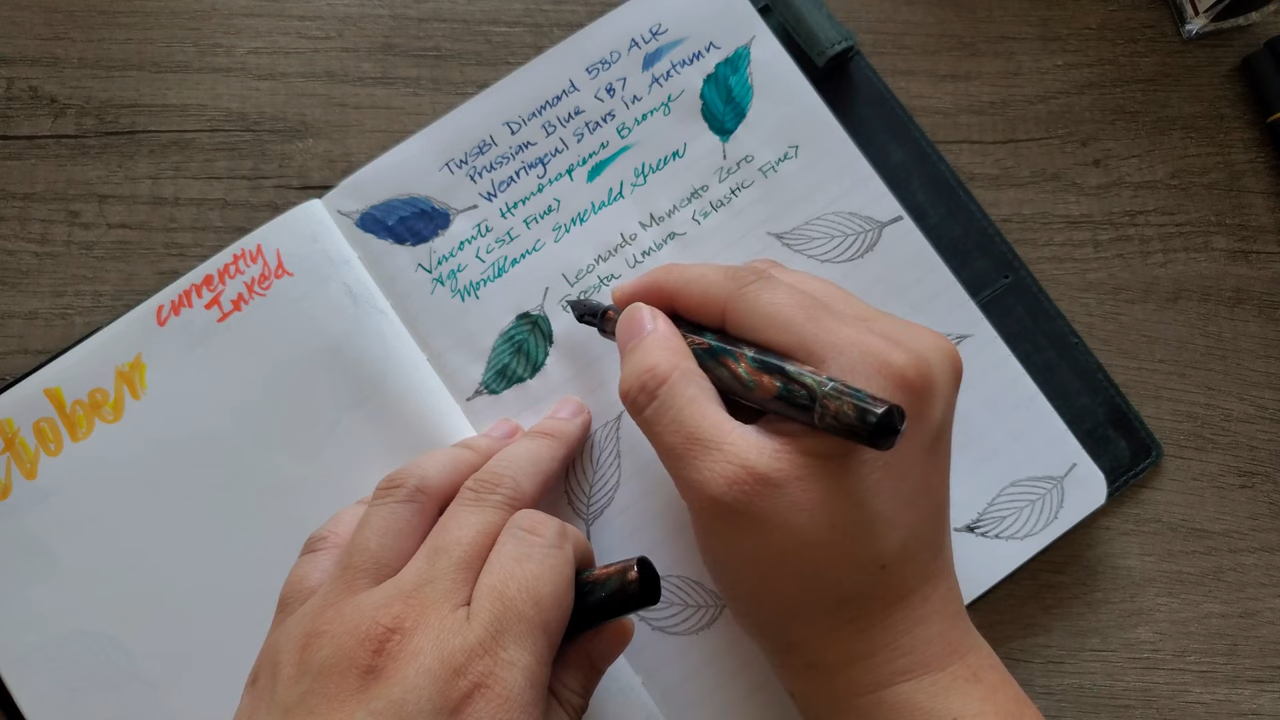 currently
Inked
TWSBI Diamond 580 ALR
Prussian Blue <B>
Wearingeul Stars in Autumn
Visconti Homosapiens Bronze
Age <CSI Fine>
Montblanc Emerald Green
Leonardo Momento Zero
Umbra <Elastic Fine>